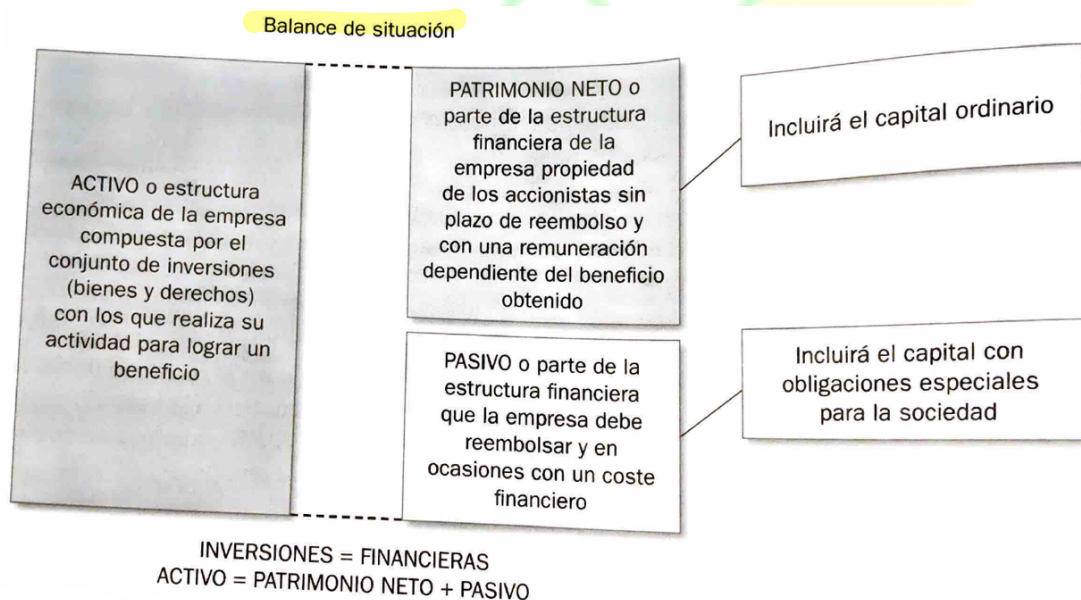 Balance de situación
ACTIVO o estructura
económica de la empresa
compuesta por el
conjunto de inversiones
(bienes y derechos)
con los que realiza su
actividad para lograr un
beneficio
PATRIMONIO NETO o
parte de la estructura
financiera de la
empresa propiedad
de los accionistas sin
plazo de reembolso y
con una remuneración
dependiente del beneficio
obtenido
Incluirá el capital ordinario
PASIVO o parte de la
estructura financiera
que la empresa debe
reembolsar y en
ocasiones con un coste
financiero
Incluirá el capital con
obligaciones especiales
para la sociedad
INVERSIONES = FINANCIERAS
ACTIVO = PATRIMONIO NETO + PASIVO